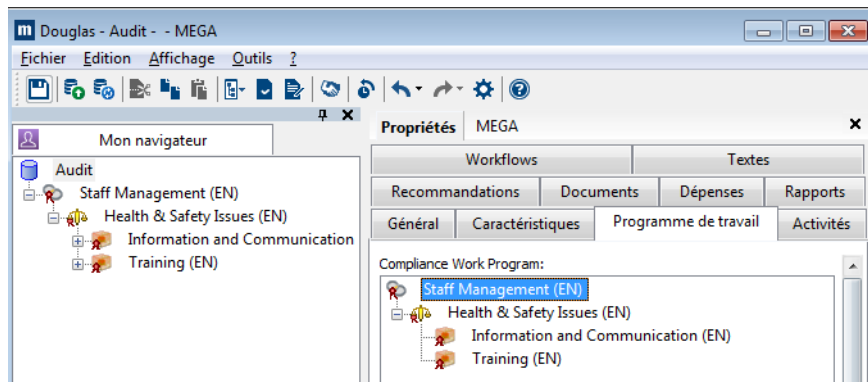 Douglas - Audit - - MEGA
Fichier Edition Affichage Outils ?
Mon navigateur
Audit
Staff Management (EN)
Health & Safety Issues (EN)
Information and Communication
Training (EN)
Propriétés MEGA
Workflows Textes
Recommandations Documents Dépenses Rapports
Général Caractéristiques Programme de travail Activités
Compliance Work Program:
Staff Management (EN)
Health & Safety Issues (EN)
Information and Communication (EN)
Training (EN)